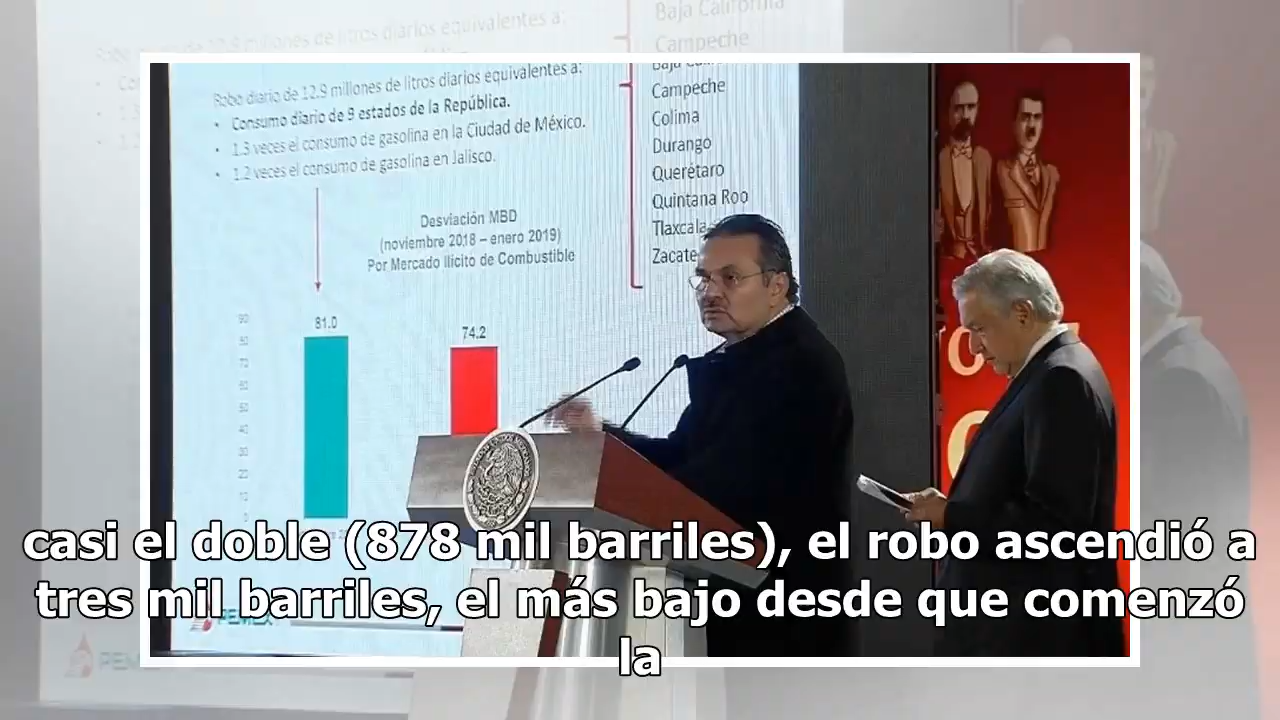 Robo diario de 12.9 millones de litros diarios equivalentes a:
• Consumo diario de 9 estados de la República.
• 1.3 veces el consumo de gasolina en la Ciudad de México.
• 1.2 veces el consumo de gasolina en Jalisco.
Baja California
Campeche
Campeche
Colima
Durango
Querétaro
Quintana Roo
Tlaxcala
Zacate
Desviación MBD
(noviembre 2018 – enero 2019)
Por Mercado Ilícito de Combustible
81.0
74.2
casi el doble (878 mil barriles), el robo ascendió a
tres mil barriles, el más bajo desde que comenzó
la
PEMEX